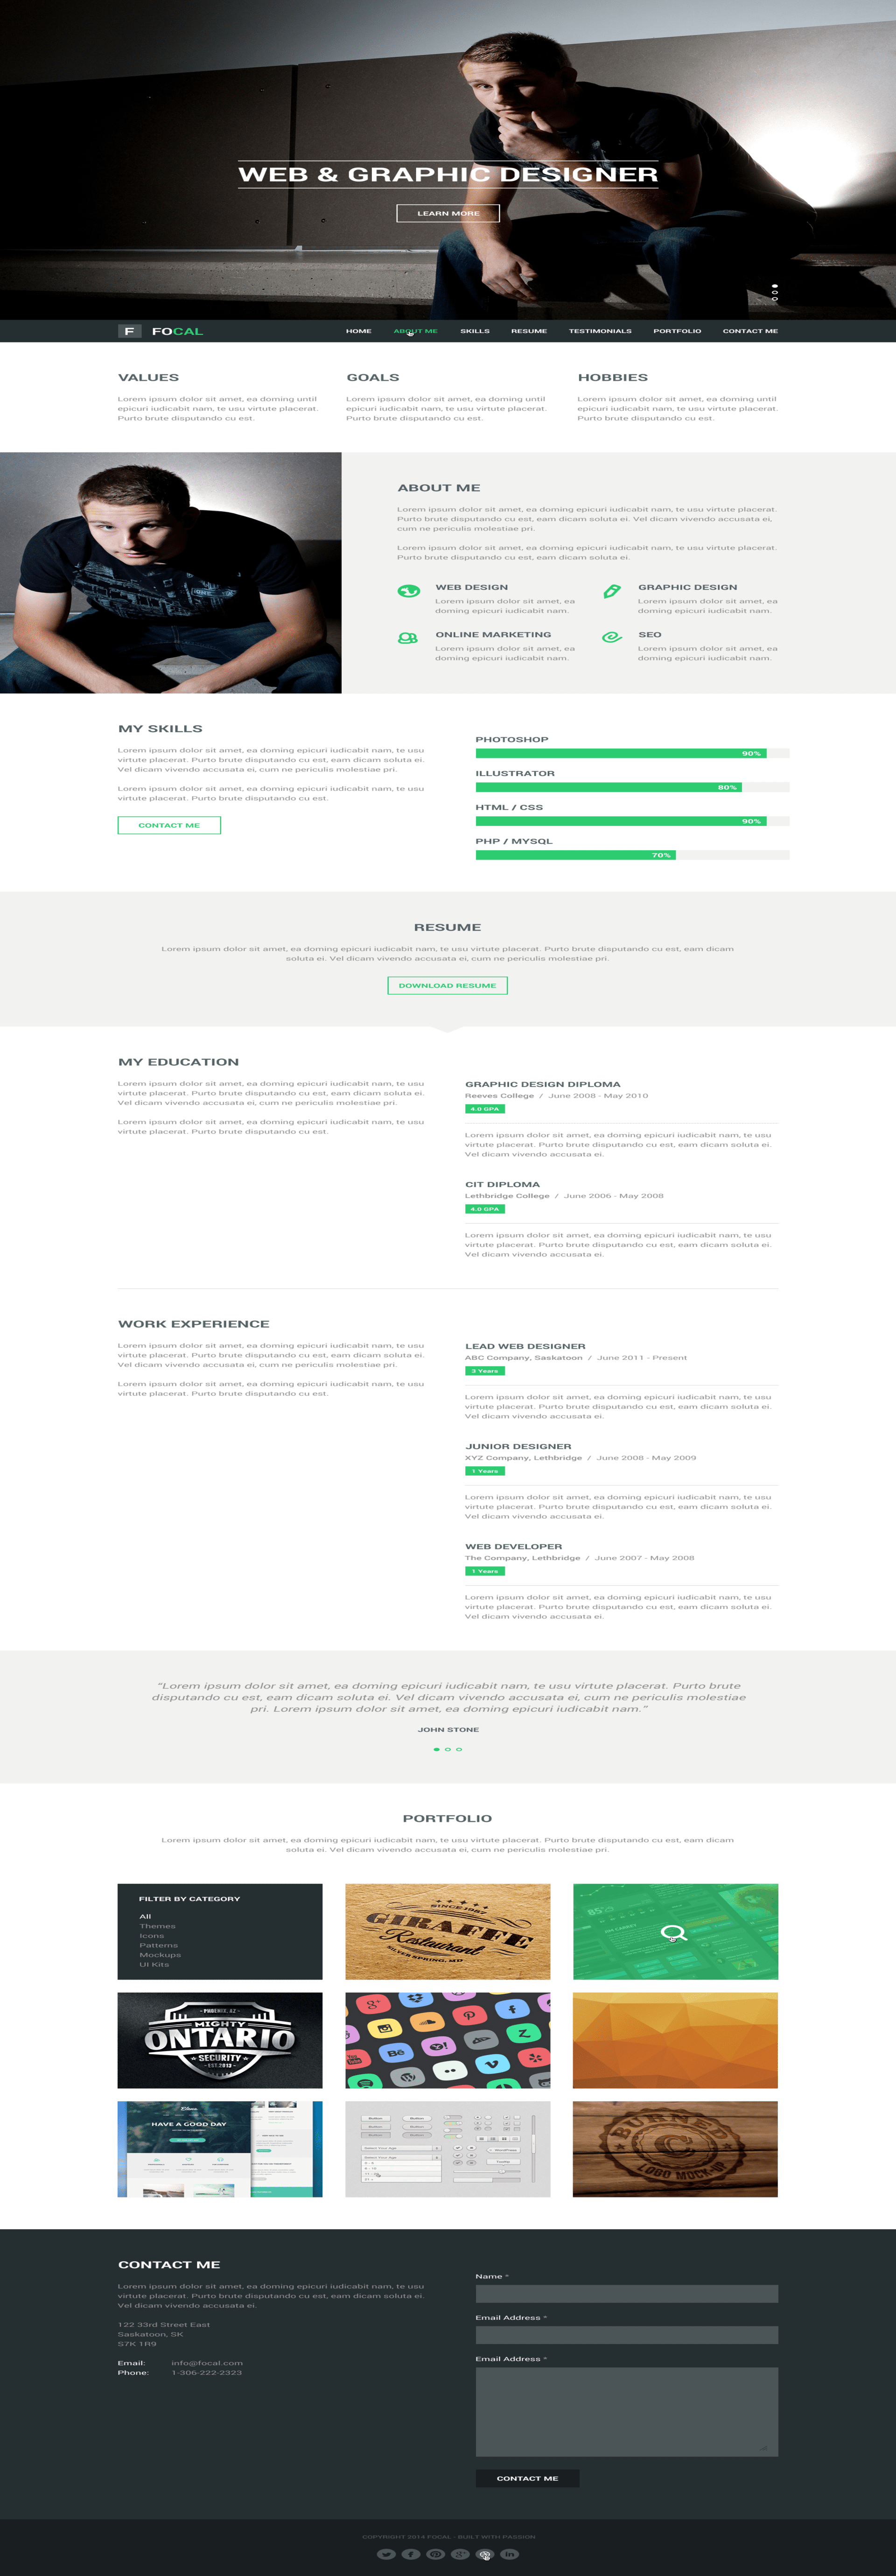 WEB & GRAPHIC DESIGNER
LEARN MORE
F FOCAL
HOME ABOUT ME SKILLS RESUME TESTIMONIALS PORTFOLIO CONTACT ME
VALUES
Lorem ipsum dolor sit amet, ea doming until
epicuri iudicabit nam, te usu virtute placerat.
Purto brute disputando cu est.
GOALS
Lorem ipsum dolor sit amet, ea doming until
epicuri iudicabit nam, te usu virtute placerat.
Purto brute disputando cu est.
HOBBIES
Lorem ipsum dolor sit amet, ea doming until
epicuri iudicabit nam, te usu virtute placerat.
Purto brute disputando cu est.
ABOUT ME
Lorem ipsum dolor sit amet, ea doming epicuri iudicabit nam, te usu virtute placerat.
Purto brute disputando cu est, eam dicam soluta ei. Vel dicam vivendo accusata ei,
cum ne periculis molestiae pri.
Lorem ipsum dolor sit amet, ea doming epicuri iudicabit nam, te usu virtute placerat.
Purto brute disputando cu est, eam dicam soluta ei.
WEB DESIGN
Lorem ipsum dolor sit amet, ea
doming epicuri iudicabit nam.
GRAPHIC DESIGN
Lorem ipsum dolor sit amet, ea
doming epicuri iudicabit nam.
ONLINE MARKETING
Lorem ipsum dolor sit amet, ea
doming epicuri iudicabit nam.
SEO
Lorem ipsum dolor sit amet, ea
doming epicuri iudicabit nam.
MY SKILLS
Lorem ipsum dolor sit amet, ea doming epicuri iudicabit nam, te usu
virtute placerat. Purto brute disputando cu est, eam dicam soluta ei.
Vel dicam vivendo accusata ei, cum ne periculis molestiae pri.
Lorem ipsum dolor sit amet, ea doming epicuri iudicabit nam, te usu
virtute placerat. Purto brute disputando cu est.
CONTACT ME
PHOTOSHOP
90%
ILLUSTRATOR
80%
HTML / CSS
90%
PHP / MYSQL
70%
RESUME
Lorem ipsum dolor sit amet, ea doming epicuri iudicabit nam, te usu virtute placerat. Purto brute disputando cu est, eam dicam
soluta ei. Vel dicam vivendo accusata ei, cum ne periculis molestiae pri.
DOWNLOAD RESUME
MY EDUCATION
Lorem ipsum dolor sit amet, ea doming epicuri iudicabit nam, te usu
virtute placerat. Purto brute disputando cu est, eam dicam soluta ei.
Vel dicam vivendo accusata ei, cum ne periculis molestiae pri.
Lorem ipsum dolor sit amet, ea doming epicuri iudicabit nam, te usu
virtute placerat. Purto brute disputando cu est.
GRAPHIC DESIGN DIPLOMA
Reeves College / June 2008 - May 2010
4.0 GPA
Lorem ipsum dolor sit amet, ea doming epicuri iudicabit nam, te usu
virtute placerat. Purto brute disputando cu est, eam dicam soluta ei.
Vel dicam vivendo accusata ei.
CIT DIPLOMA
Lethbridge College / June 2006 - May 2008
4.0 GPA
Lorem ipsum dolor sit amet, ea doming epicuri iudicabit nam, te usu
virtute placerat. Purto brute disputando cu est, eam dicam soluta ei.
Vel dicam vivendo accusata ei.
WORK EXPERIENCE
Lorem ipsum dolor sit amet, ea doming epicuri iudicabit nam, te usu
virtute placerat. Purto brute disputando cu est, eam dicam soluta ei.
Vel dicam vivendo accusata ei, cum ne periculis molestiae pri.
Lorem ipsum dolor sit amet, ea doming epicuri iudicabit nam, te usu
virtute placerat. Purto brute disputando cu est.
LEAD WEB DESIGNER
ABC Company, Saskatoon / June 2011 - Present
3 Years
Lorem ipsum dolor sit amet, ea doming epicuri iudicabit nam, te usu
virtute placerat. Purto brute disputando cu est, eam dicam soluta ei.
Vel dicam vivendo accusata ei.
JUNIOR DESIGNER
XYZ Company, Lethbridge / June 2008 - May 2009
1 Years
Lorem ipsum dolor sit amet, ea doming epicuri iudicabit nam, te usu
virtute placerat. Purto brute disputando cu est, eam dicam soluta ei.
Vel dicam vivendo accusata ei.
WEB DEVELOPER
The Company, Lethbridge / June 2007 - May 2008
1 Years
Lorem ipsum dolor sit amet, ea doming epicuri iudicabit nam, te usu
virtute placerat. Purto brute disputando cu est, eam dicam soluta ei.
Vel dicam vivendo accusata ei.
"Lorem ipsum dolor sit amet, ea doming epicuri iudicabit nam, te usu virtute placerat. Purto brute
disputando cu est, eam dicam soluta ei. Vel dicam vivendo accusata ei, cum ne periculis molestiae
pri. Lorem ipsum dolor sit amet, ea doming epicuri iudicabit nam."
JOHN STONE
PORTFOLIO
Lorem ipsum dolor sit amet, ea doming epicuri iudicabit nam, te usu virtute placerat. Purto brute disputando cu est, eam dicam
soluta ei. Vel dicam vivendo accusata ei, cum ne periculis molestiae pri.
FILTER BY CATEGORY
All
Themes
Icons
Patterns
Mockups
UI Kits
SINCE 1987
GIRAFFE
Restaurant
SILVER SPRING, MD
85
- PHOENIX, AZ -
MIGHTY
ONTARIO
SECURITY
- EST.2013 -
HAVE A GOOD DAY
Button Button
Button Button
Button Button
WordPress
LOGO MOCK-UP
CONTACT ME
Lorem ipsum dolor sit amet, ea doming epicuri iudicabit nam, te usu
virtute placerat. Purto brute disputando cu est, eam dicam soluta ei.
Vel dicam vivendo accusata ei.
122 33rd Street East
Saskatoon, SK
S7K 1R9
Email: info@focal.com
Phone: 1-306-222-2323
Name *
Email Address *
Email Address *
CONTACT ME
COPYRIGHT 2014 FOCAL - BUILT WITH PASSION